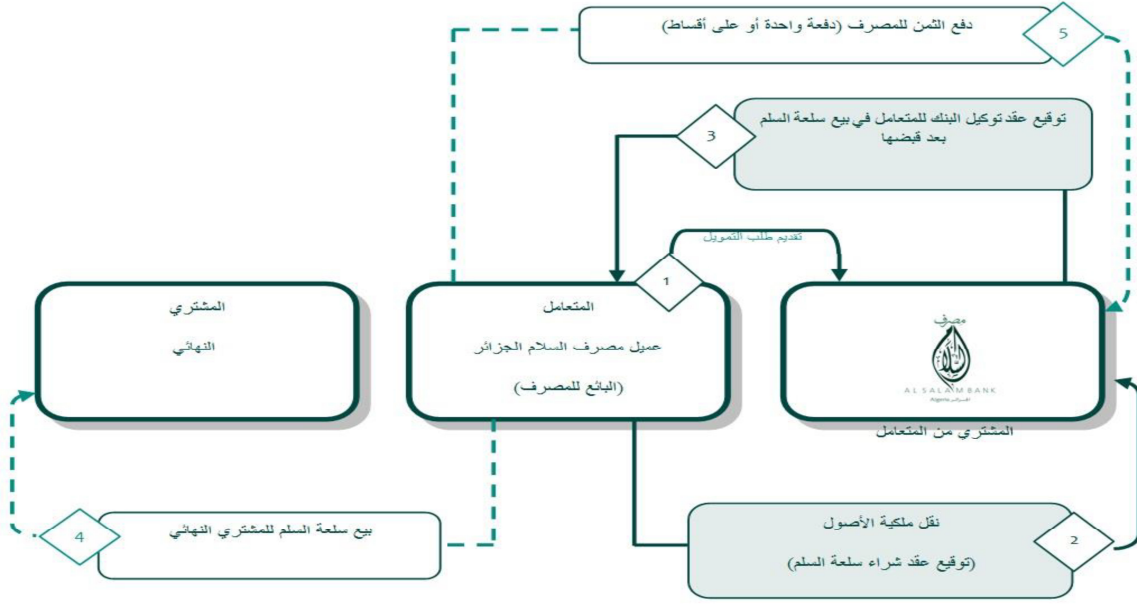 دفع الثمن للمصرف (دفعة واحدة أو على أقساط)
5
توقيع عقد توكيل البنك للمتعامل في بيع سلعة السلم
بعد قبضها
3
تقديم طلب التمويل
1
مصرف
السلام
AL SALAM BANK
Algeria الجزائر
المشتري من المتعامل
المتعامل
عميل مصرف السلام الجزائر
(البائع للمصرف)
المشتري
النهائي
نقل ملكية الأصول
(توقيع عقد شراء سلعة السلم)
2
بيع سلعة السلم للمشتري النهائي
4